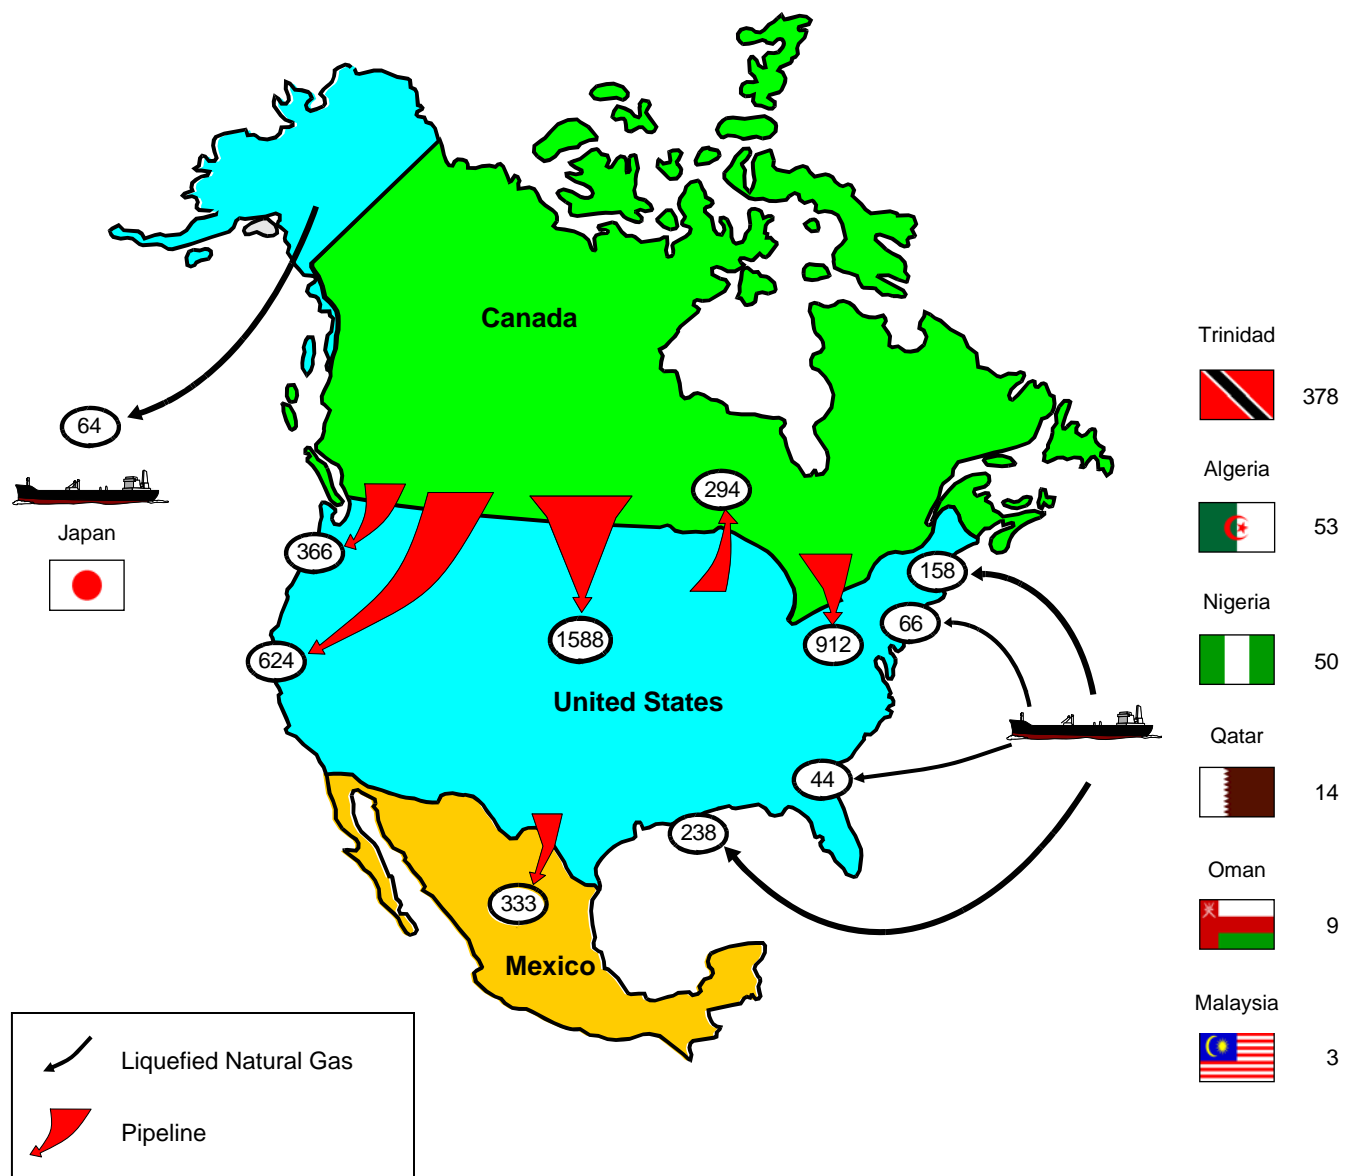 Canada
Trinidad
378
64
Algeria
294
53
Japan
366
158
Nigeria
66
1588
912
50
624
United States
Qatar
44
14
238
Oman
333
9
Mexico
Malaysia
Liquefied Natural Gas
3
Pipeline